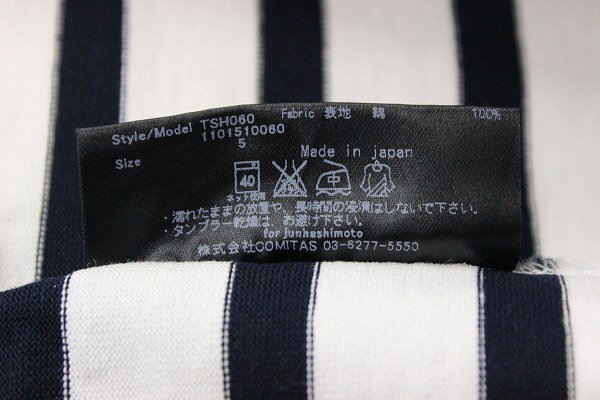 Style/Model TSH060 Fabric 表地 綿 100%
1101510060
Size 5
Made in japan
40 中
ネット使用
・濡れたままの放置や、長時間の浸漬はしないで下さい。
・タンブラー乾燥は、お避け下さい。
for junhashimoto
株式会社COMITAS 03-6277-5550